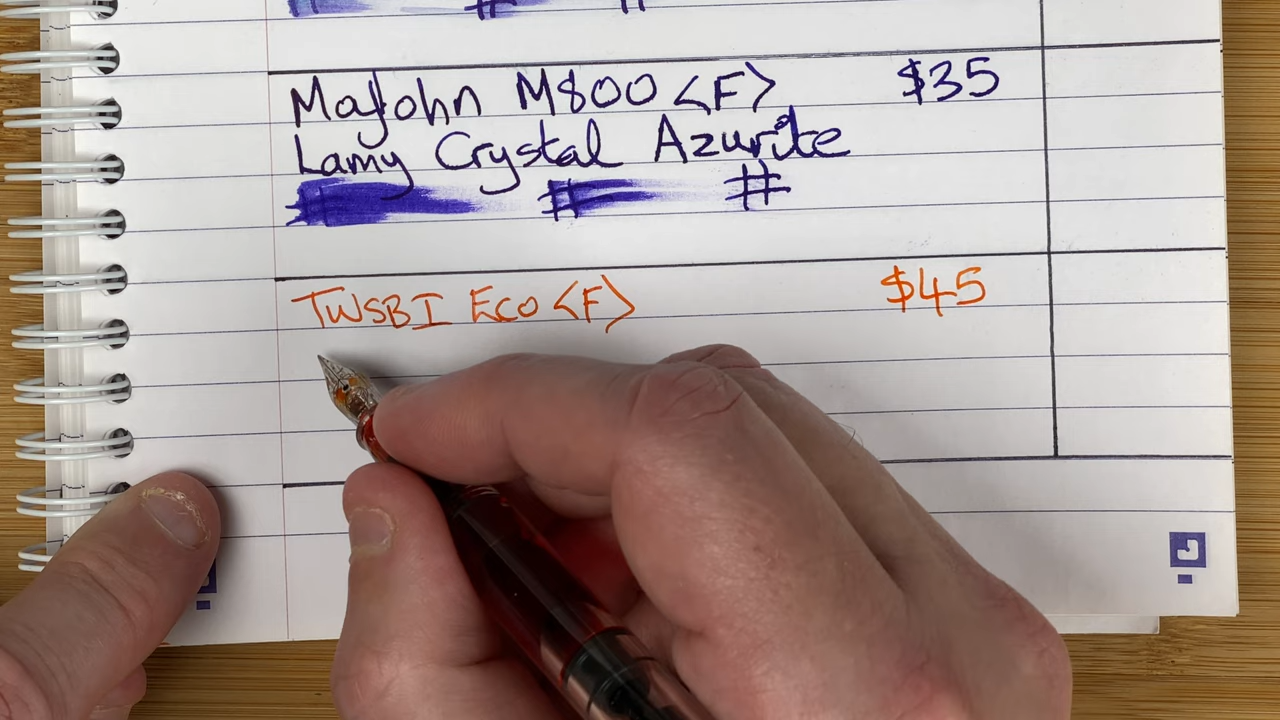 Majohn M800 <F> $35
Lamy Crystal Azurite
# # #
TWSBI Eco <F> $45